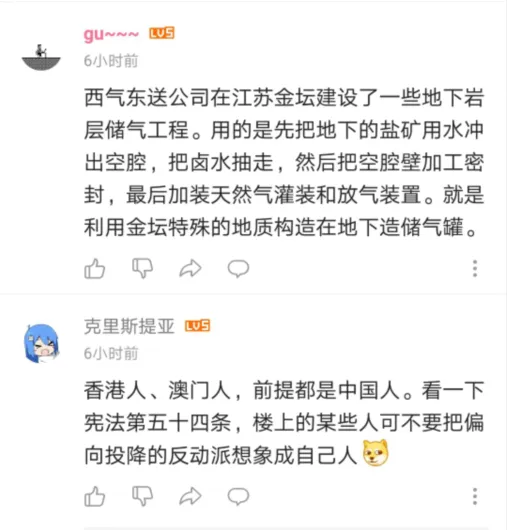 gu~~~ LV5
6小时前
西气东送公司在江苏金坛建设了一些地下岩
层储气工程。用的是先把地下的盐矿用水冲
出空腔，把卤水抽走，然后把空腔壁加工密
封，最后加装天然气灌装和放气装置。就是
利用金坛特殊的地质构造在地下造储气罐。
克里斯提亚 LV5
6小时前
香港人、澳门人，前提都是中国人。看一下
宪法第五十四条，楼上的某些人可不要把偏
向投降的反动派想象成自己人